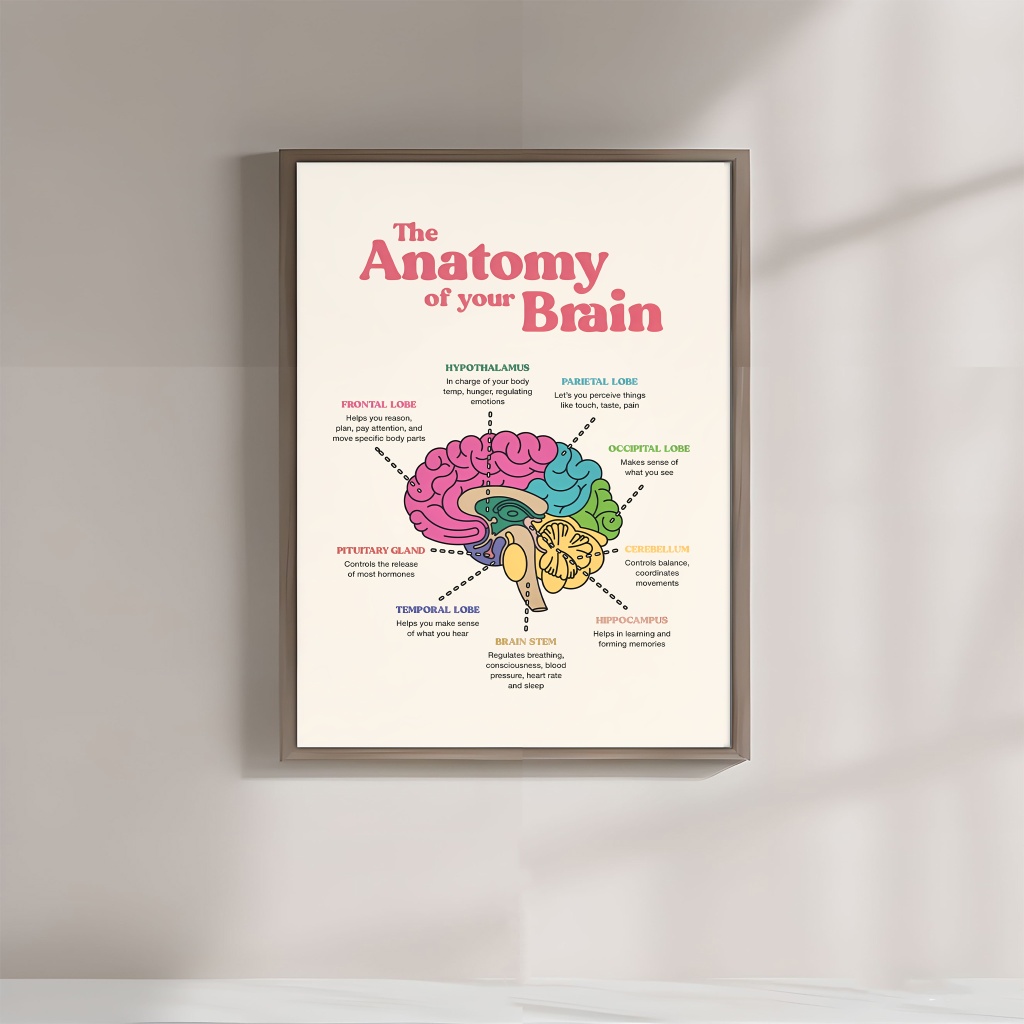 The
Anatomy
of your Brain
HYPOTHALAMUS
In charge of your body
temp, hunger, regulating
emotions
PARIETAL LOBE
Let's you perceive things
like touch, taste, pain
FRONTAL LOBE
Helps you reason,
plan, pay attention, and
move specific body parts
OCCIPITAL LOBE
Makes sense of
what you see
PITUITARY GLAND
Controls the release
of most hormones
CEREBELLUM
Controls balance,
coordinates
movements
TEMPORAL LOBE
Helps you make sense
of what you hear
HIPPOCAMPUS
Helps in learning and
forming memories
BRAIN STEM
Regulates breathing,
consciousness, blood
pressure, heart rate
and sleep